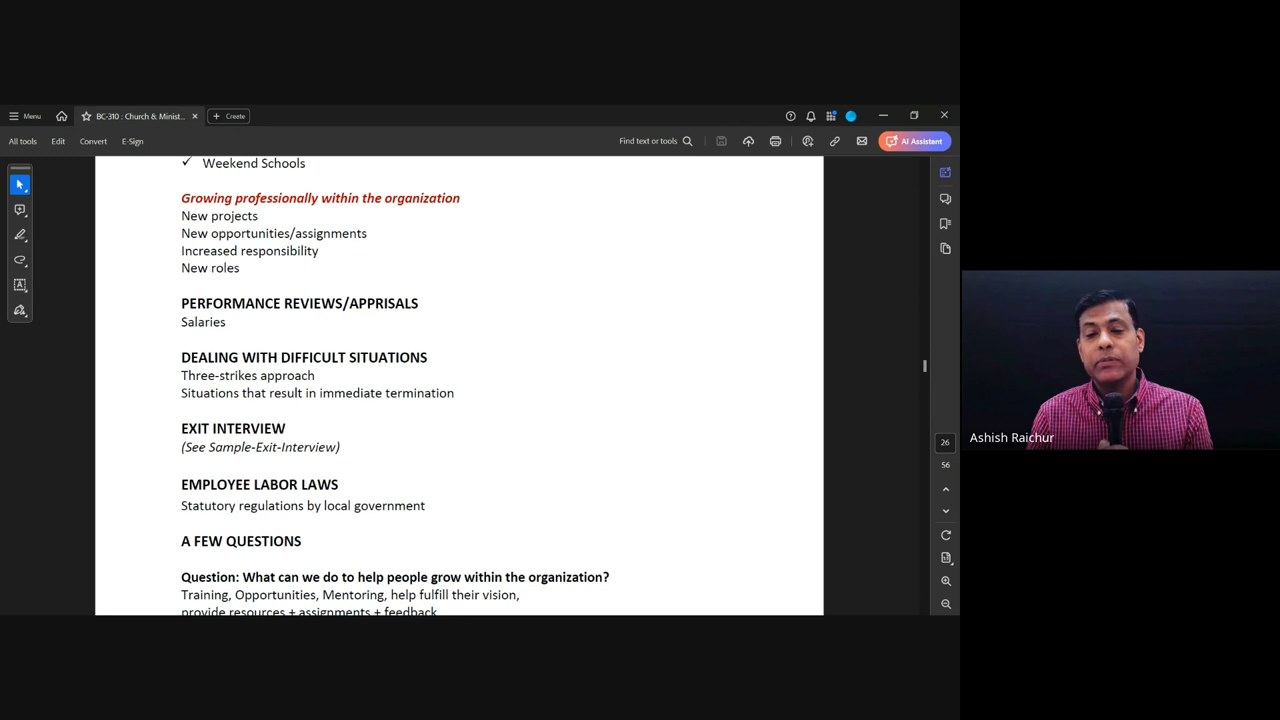 Menu
BC-310 : Church & Minist...
Create
All tools
Edit
Convert
E-Sign
Find text or tools
AI Assistant
Weekend Schools
Growing professionally within the organization
New projects
New opportunities/assignments
Increased responsibility
New roles
PERFORMANCE REVIEWS/APPRISALS
Salaries
DEALING WITH DIFFICULT SITUATIONS
Three-strikes approach
Situations that result in immediate termination
EXIT INTERVIEW
(See Sample-Exit-Interview)
EMPLOYEE LABOR LAWS
Statutory regulations by local government
A FEW QUESTIONS
Question: What can we do to help people grow within the organization?
Training, Opportunities, Mentoring, help fulfill their vision,
provide resources + assignments + feedback
26
56
Ashish Raichur